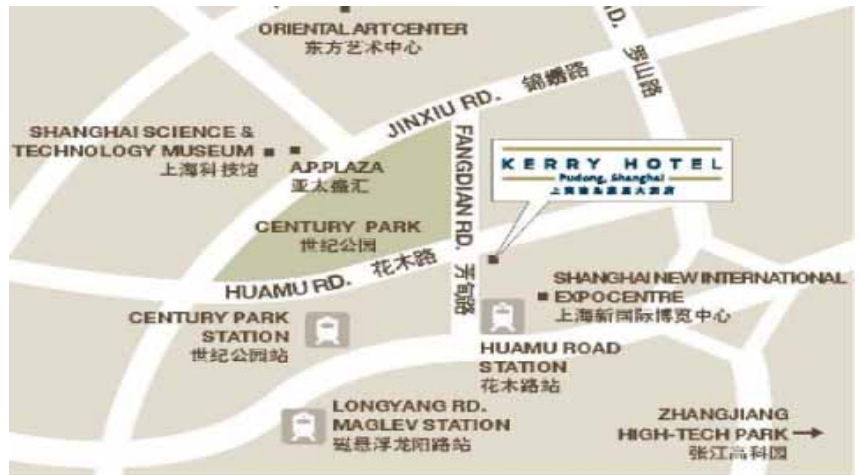 ORIENTAL ART CENTER
东方艺术中心
RD. 罗山路
JINXIU RD. 錦綉路
SHANGHAI SCIENCE &
TECHNOLOGY MUSEUM
上海科技馆
A.P.PLAZA
亚太盛汇
FANGDIAN RD. 芳甸路
KERRY HOTEL
Pudong, Shanghai
CENTURY PARK
世纪公园
HUAMU RD. 花木路
SHANGHAI NEW INTERNATIONAL
EXPO CENTRE
上海新国际博览中心
CENTURY PARK
STATION
世纪公园站
HUAMU ROAD
STATION
花木路站
LONGYANG RD.
MAGLEV STATION
磁悬浮龙阳路站
ZHANGJIANG
HIGH-TECH PARK →
张江高科园